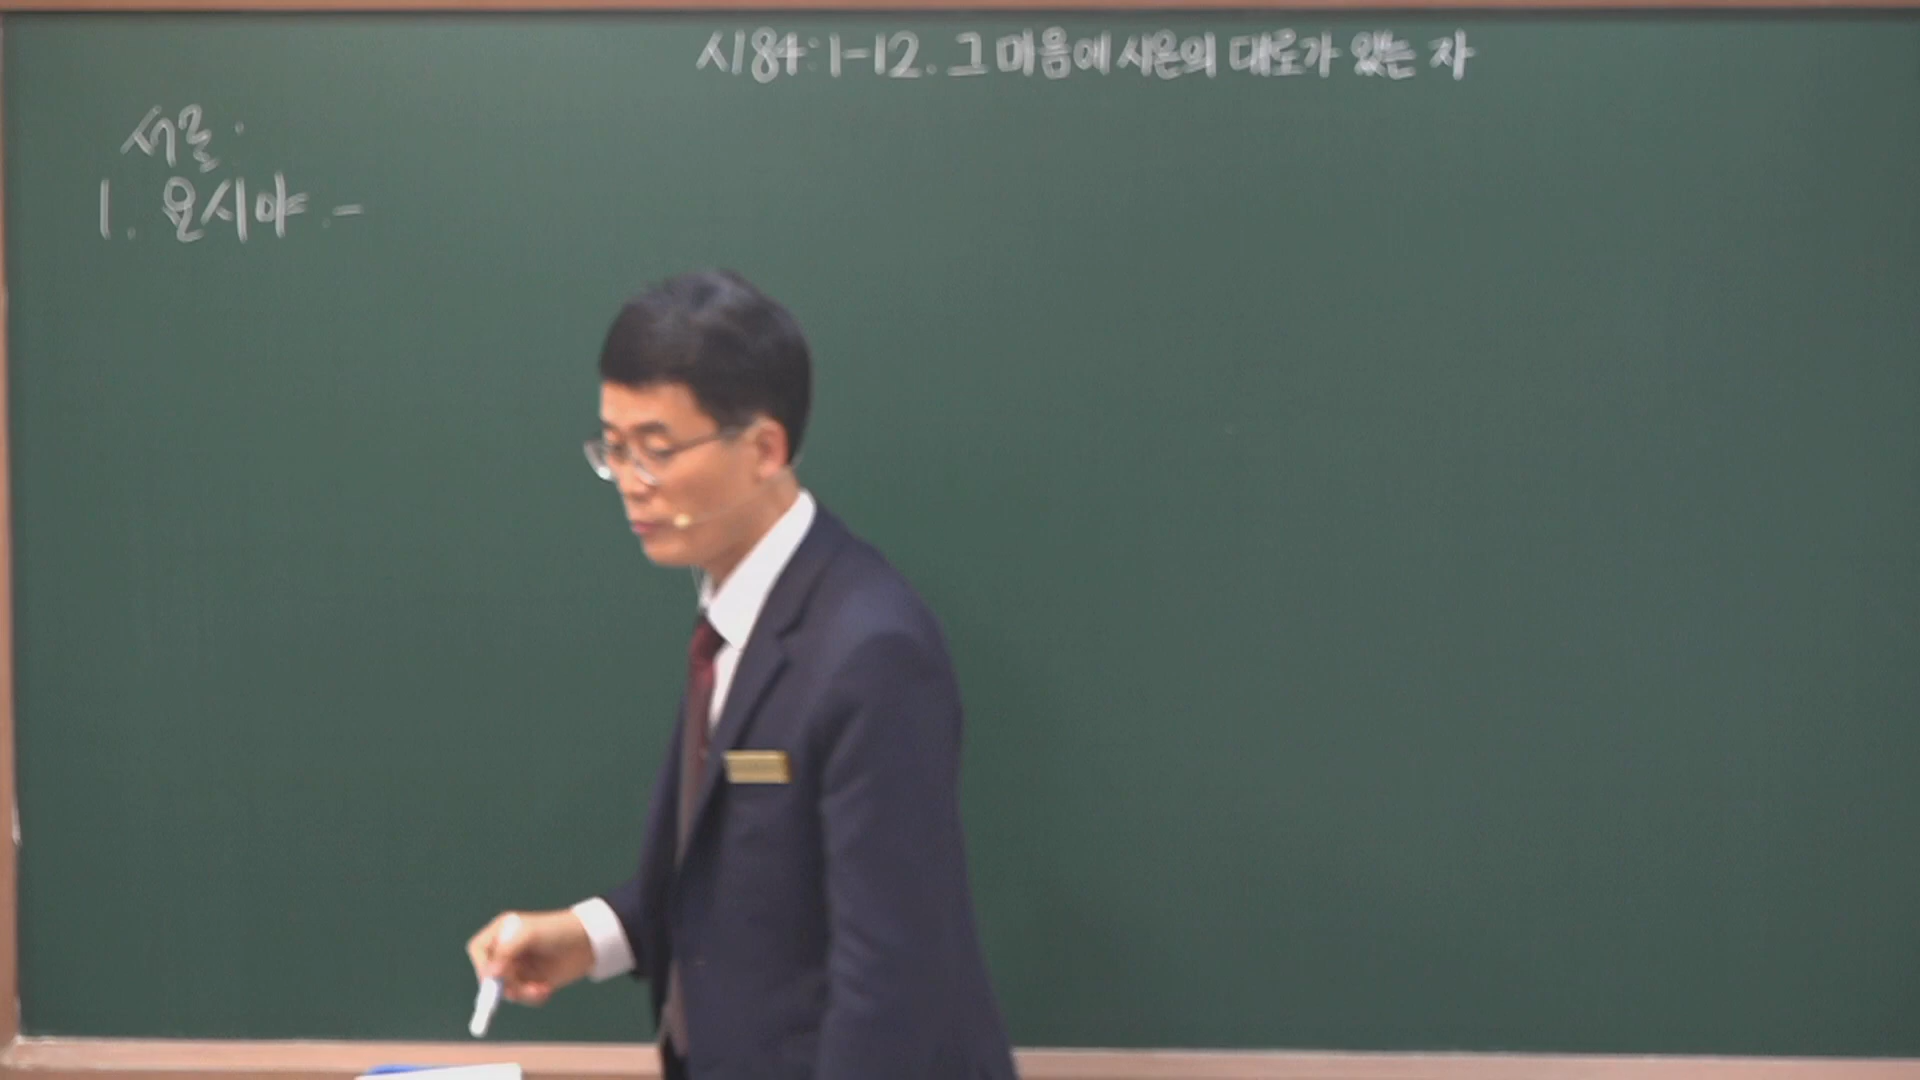 시84:1-12. 그 마음에 시온의 대로가 있는 자
서론.
1. 요시야. -